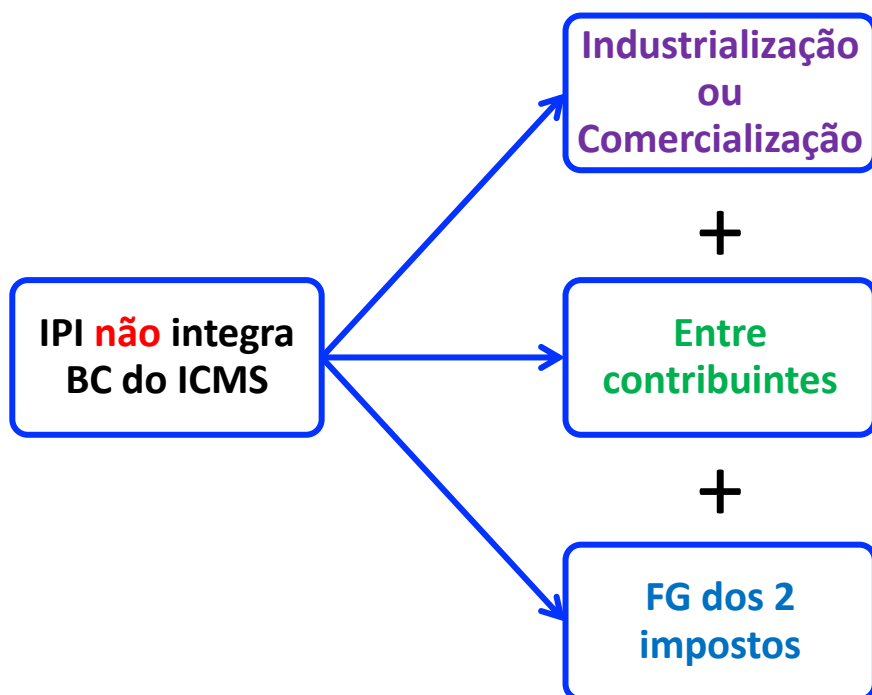 Industrialização
ou
Comercialização
+
IPI não integra
BC do ICMS
Entre
contribuintes
+
FG dos 2
impostos